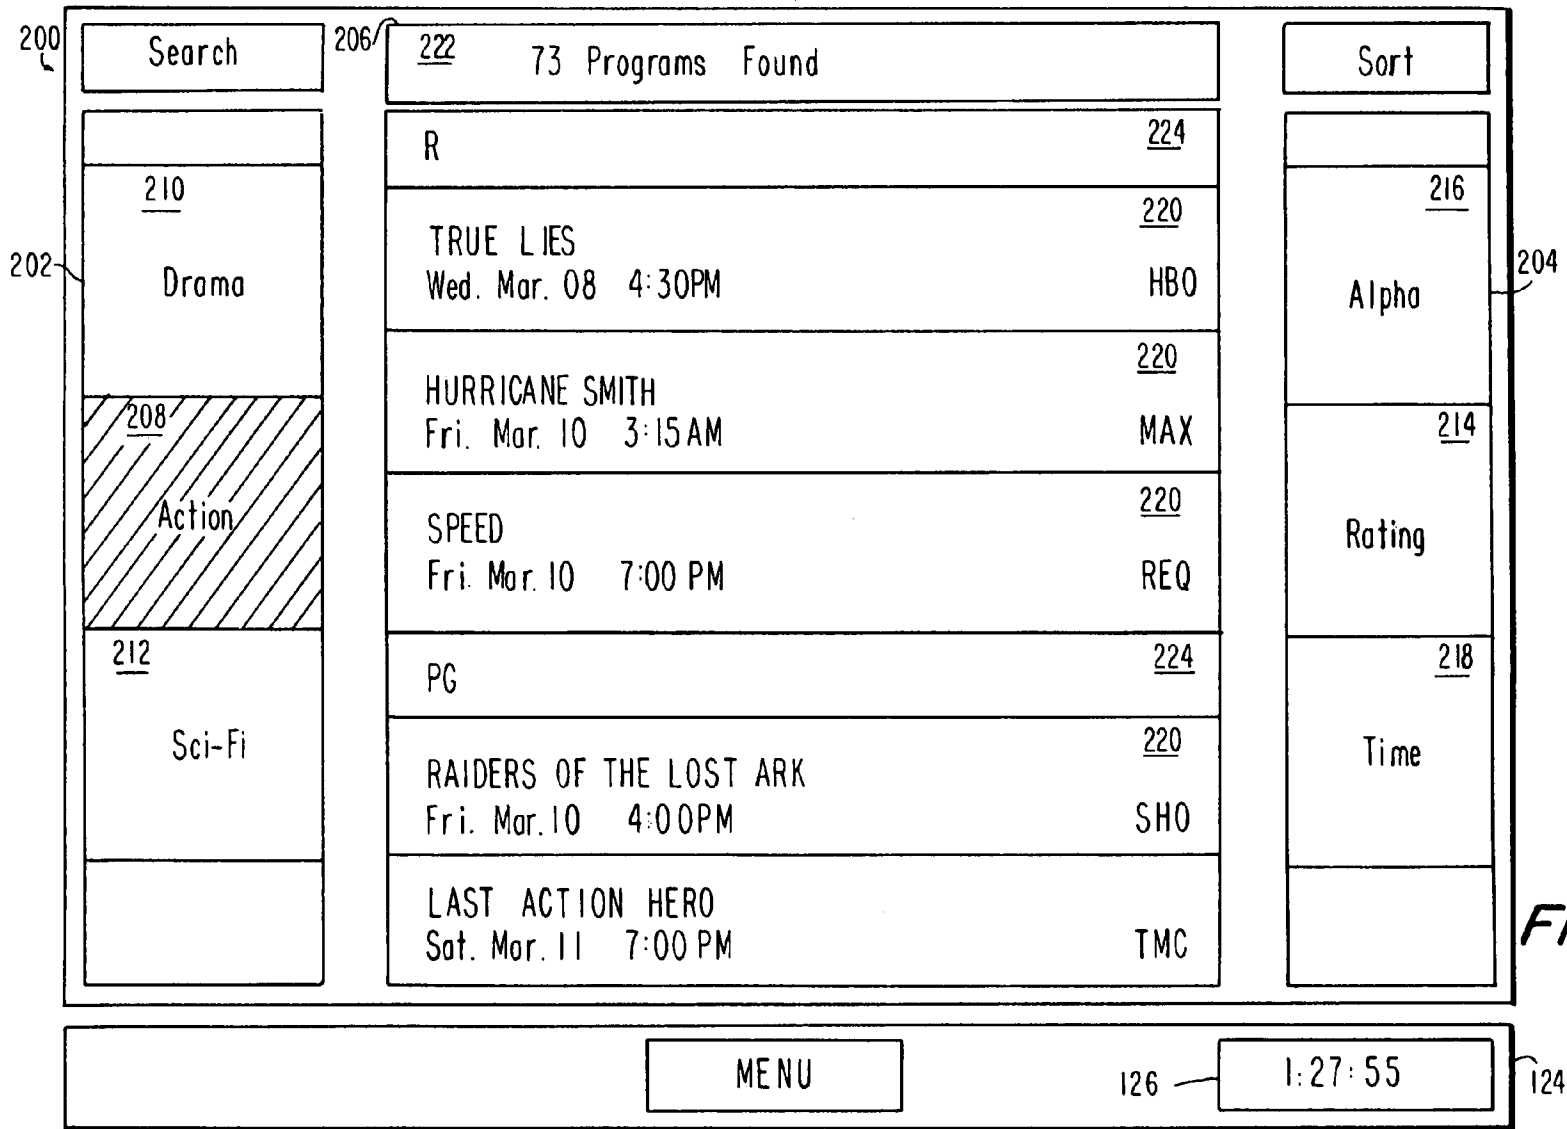 200
Search
206
222
73 Programs Found
Sort
R
224
210
Drama
202
TRUE LIES
220
Wed. Mar. 08 4:30PM
HBO
216
Alpha
204
HURRICANE SMITH
220
Fri. Mar. 10 3:15AM
MAX
208
Action
SPEED
220
Fri. Mar. 10 7:00 PM
REQ
214
Rating
212
Sci-Fi
PG
224
RAIDERS OF THE LOST ARK
220
Fri. Mar. 10 4:00PM
SHO
218
Time
LAST ACTION HERO
Sat. Mar. 11 7:00 PM
TMC
MENU
126
1:27:55
124